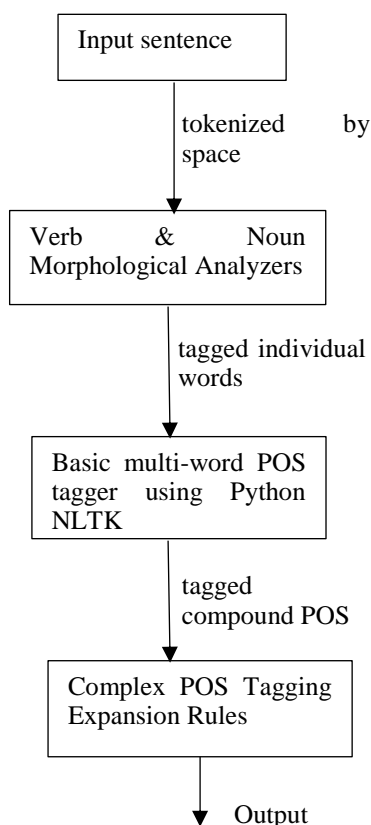 Input sentence
tokenized by
space
Verb & Noun
Morphological Analyzers
tagged individual
words
Basic multi-word POS
tagger using Python
NLTK
tagged
compound POS
Complex POS Tagging
Expansion Rules
Output